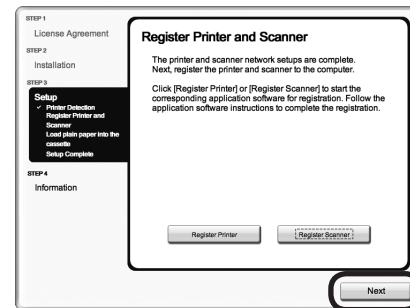 STEP 1
License Agreement
STEP 2
Installation
STEP 3
Setup
✓ Printer Detection
Register Printer and
Scanner
Load plain paper into the
cassette
Setup Complete
STEP 4
Information
Register Printer and Scanner
The printer and scanner network setups are complete.
Next, register the printer and scanner to the computer.
Click [Register Printer] or [Register Scanner] to start the
corresponding application software for registration. Follow the
application software instructions to complete the registration.
Register Printer
Register Scanner
Next